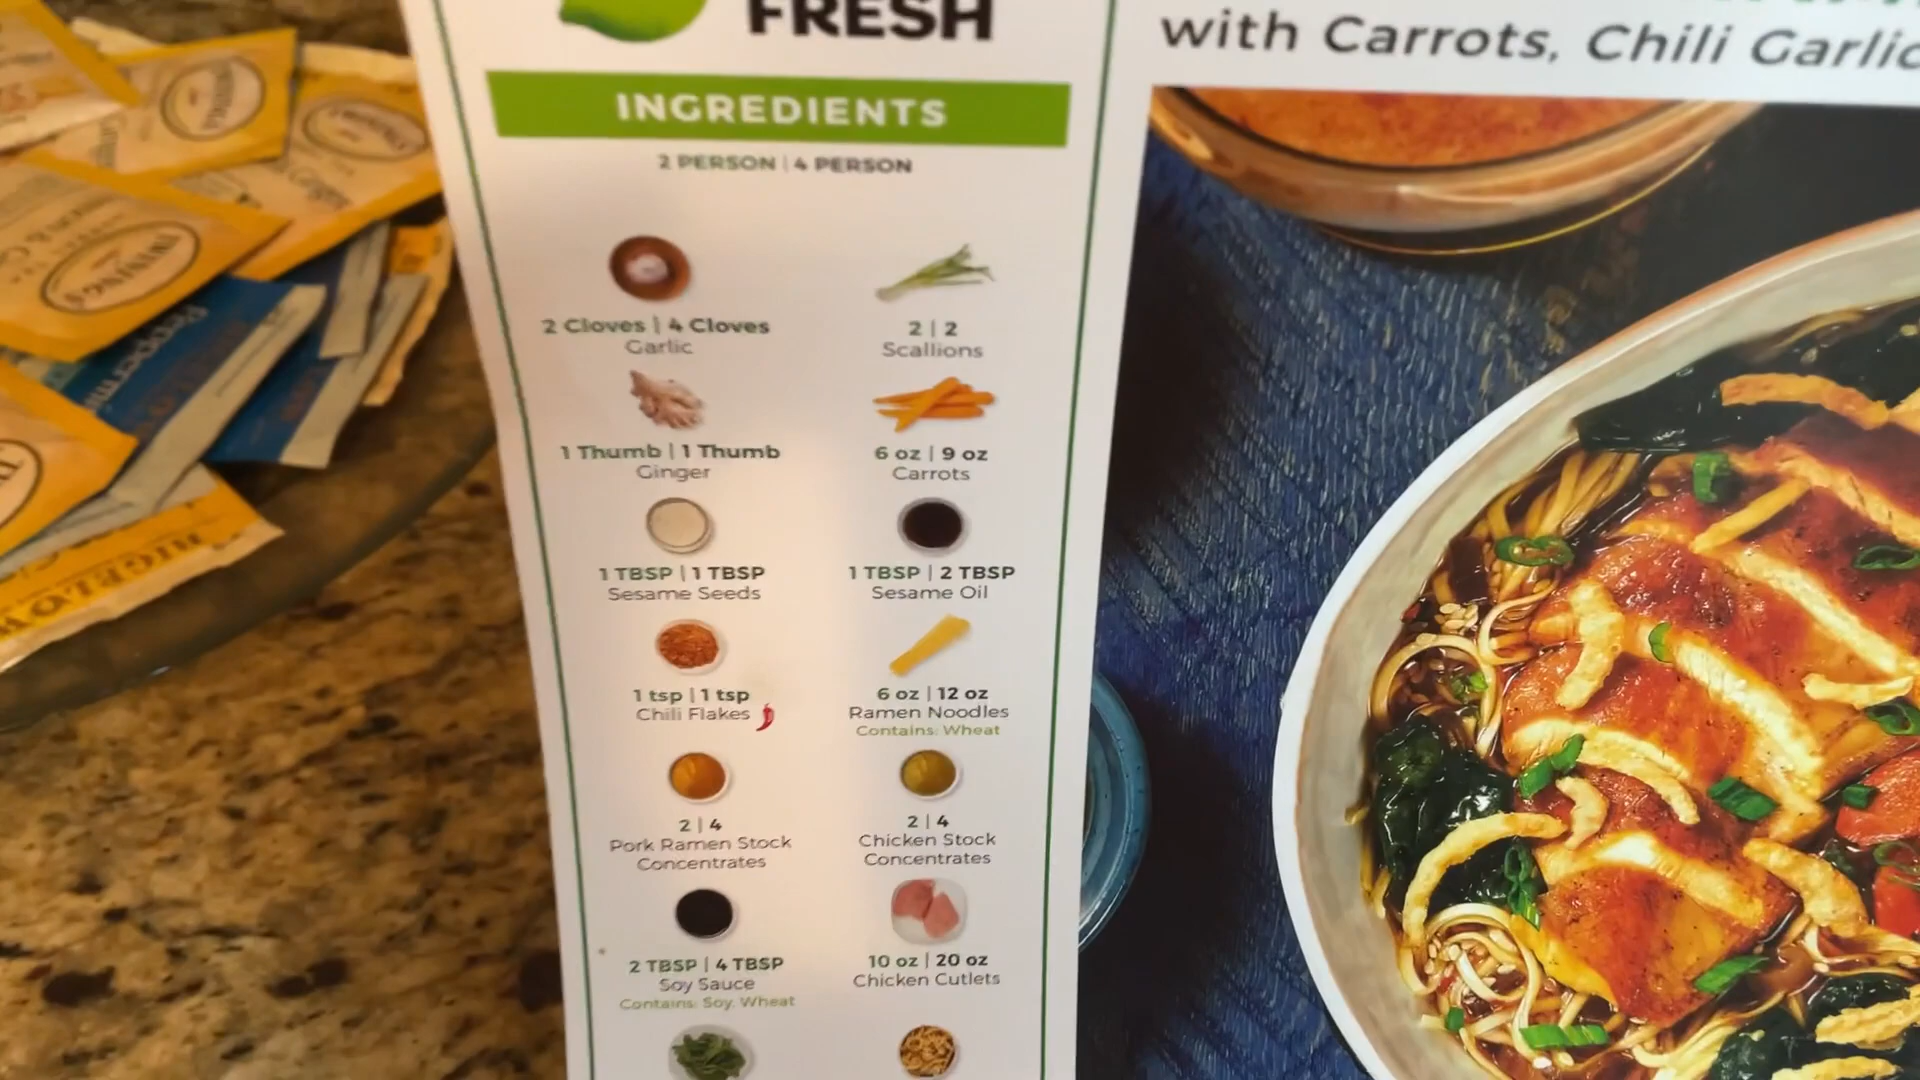 FRESH
with Carrots, Chili Garlic
INGREDIENTS
2 PERSON | 4 PERSON
2 Cloves | 4 Cloves
Garlic
2 | 2
Scallions
1 Thumb | 1 Thumb
Ginger
6 oz | 9 oz
Carrots
1 TBSP | 1 TBSP
Sesame Seeds
1 TBSP | 2 TBSP
Sesame Oil
1 tsp | 1 tsp
Chili Flakes
6 oz | 12 oz
Ramen Noodles
Contains: Wheat
2 | 4
Pork Ramen Stock
Concentrates
2 | 4
Chicken Stock
Concentrates
2 TBSP | 4 TBSP
Soy Sauce
Contains: Soy, Wheat
10 oz | 20 oz
Chicken Cutlets
TWININGS